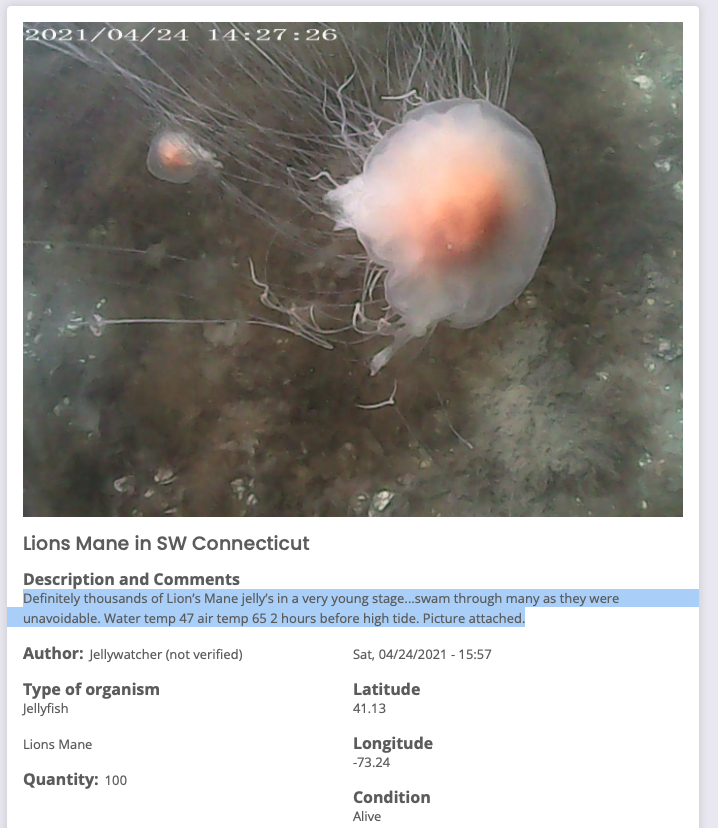 2021/04/24 14:27:26
Lions Mane in SW Connecticut
Description and Comments
Definitely thousands of Lion’s Mane jelly’s in a very young stage...swam through many as they were
unavoidable. Water temp 47 air temp 65 2 hours before high tide. Picture attached.
Author: Jellywatcher (not verified)
Sat, 04/24/2021 - 15:57
Type of organism
Jellyfish
Lions Mane
Quantity: 100
Latitude
41.13
Longitude
-73.24
Condition
Alive